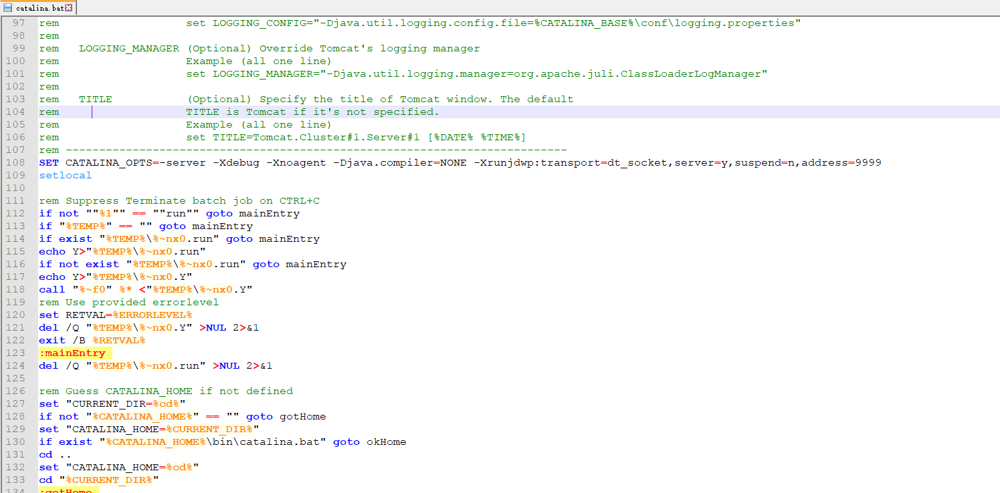 catalina.bat
97 rem set LOGGING_CONFIG="-Djava.util.logging.config.file=%CATALINA_BASE%\conf\logging.properties"
98 rem
99 rem LOGGING_MANAGER (Optional) Override Tomcat's logging manager
100 rem Example (all one line)
101 rem set LOGGING_MANAGER="-Djava.util.logging.manager=org.apache.juli.ClassLoaderLogManager"
102 rem
103 rem TITLE (Optional) Specify the title of Tomcat window. The default
104 rem TITLE is Tomcat if it's not specified.
105 rem Example (all one line)
106 rem set TITLE=Tomcat.Cluster#1.Server#1 [%DATE% %TIME%]
107 rem ---------------------------------------------------------------------------
108 SET CATALINA_OPTS=-server -Xdebug -Xnoagent -Djava.compiler=NONE -Xrunjdwp:transport=dt_socket,server=y,suspend=n,address=9999
109 setlocal
110
111 rem Suppress Terminate batch job on CTRL+C
112 if not ""%1"" == ""run"" goto mainEntry
113 if "%TEMP%" == "" goto mainEntry
114 if exist "%TEMP%\%~nx0.run" goto mainEntry
115 echo Y>"%TEMP%\%~nx0.run"
116 if not exist "%TEMP%\%~nx0.run" goto mainEntry
117 echo Y>"%TEMP%\%~nx0.Y"
118 call "%~f0" %* <"%TEMP%\%~nx0.Y"
119 rem Use provided errorlevel
120 set RETVAL=%ERRORLEVEL%
121 del /Q "%TEMP%\%~nx0.Y" >NUL 2>&1
122 exit /B %RETVAL%
123 :mainEntry
124 del /Q "%TEMP%\%~nx0.run" >NUL 2>&1
125
126 rem Guess CATALINA_HOME if not defined
127 set "CURRENT_DIR=%cd%"
128 if not "%CATALINA_HOME%" == "" goto gotHome
129 set "CATALINA_HOME=%CURRENT_DIR%"
130 if exist "%CATALINA_HOME%\bin\catalina.bat" goto okHome
131 cd ..
132 set "CATALINA_HOME=%cd%"
133 cd "%CURRENT_DIR%"
134 :gotHome